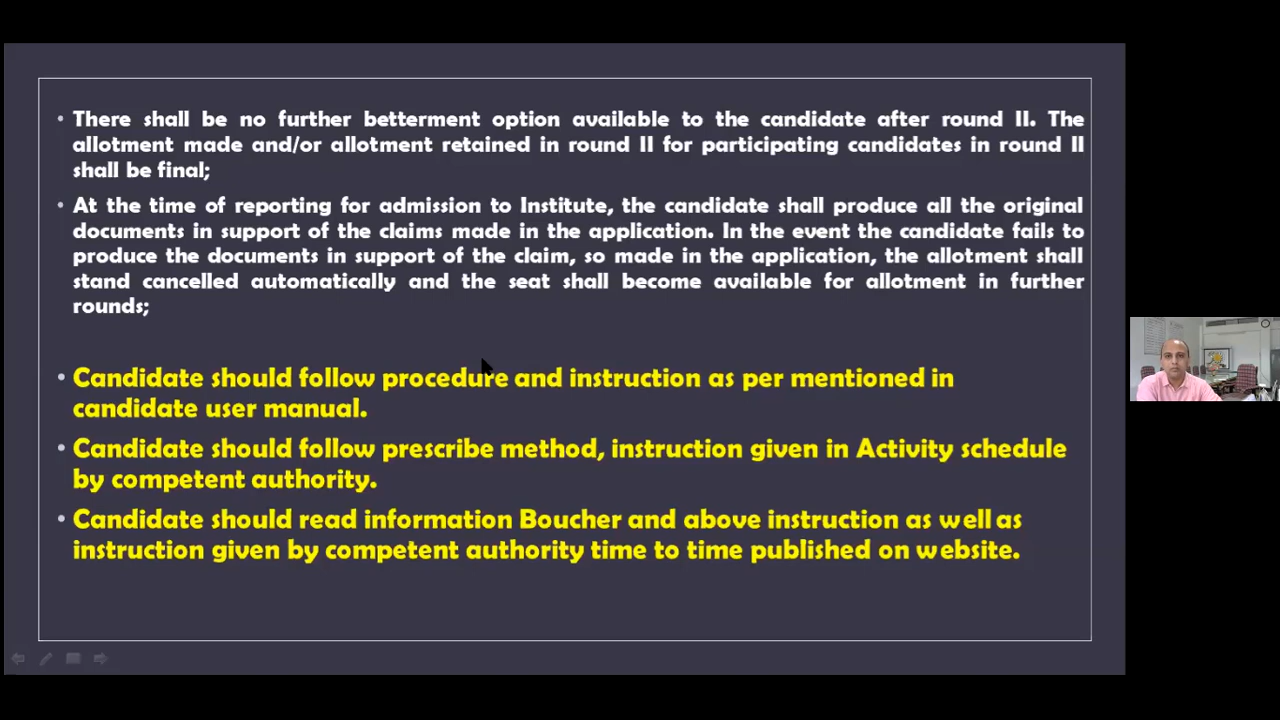 There shall be no further betterment option available to the candidate after round II. The
allotment made and/or allotment retained in round II for participating candidates in round II
shall be final;
At the time of reporting for admission to Institute, the candidate shall produce all the original
documents in support of the claims made in the application. In the event the candidate fails to
produce the documents in support of the claim, so made in the application, the allotment shall
stand cancelled automatically and the seat shall become available for allotment in further
rounds;
Candidate should follow procedure and instruction as per mentioned in
candidate user manual.
Candidate should follow prescribe method, instruction given in Activity schedule
by competent authority.
Candidate should read information Boucher and above instruction as well as
instruction given by competent authority time to time published on website.